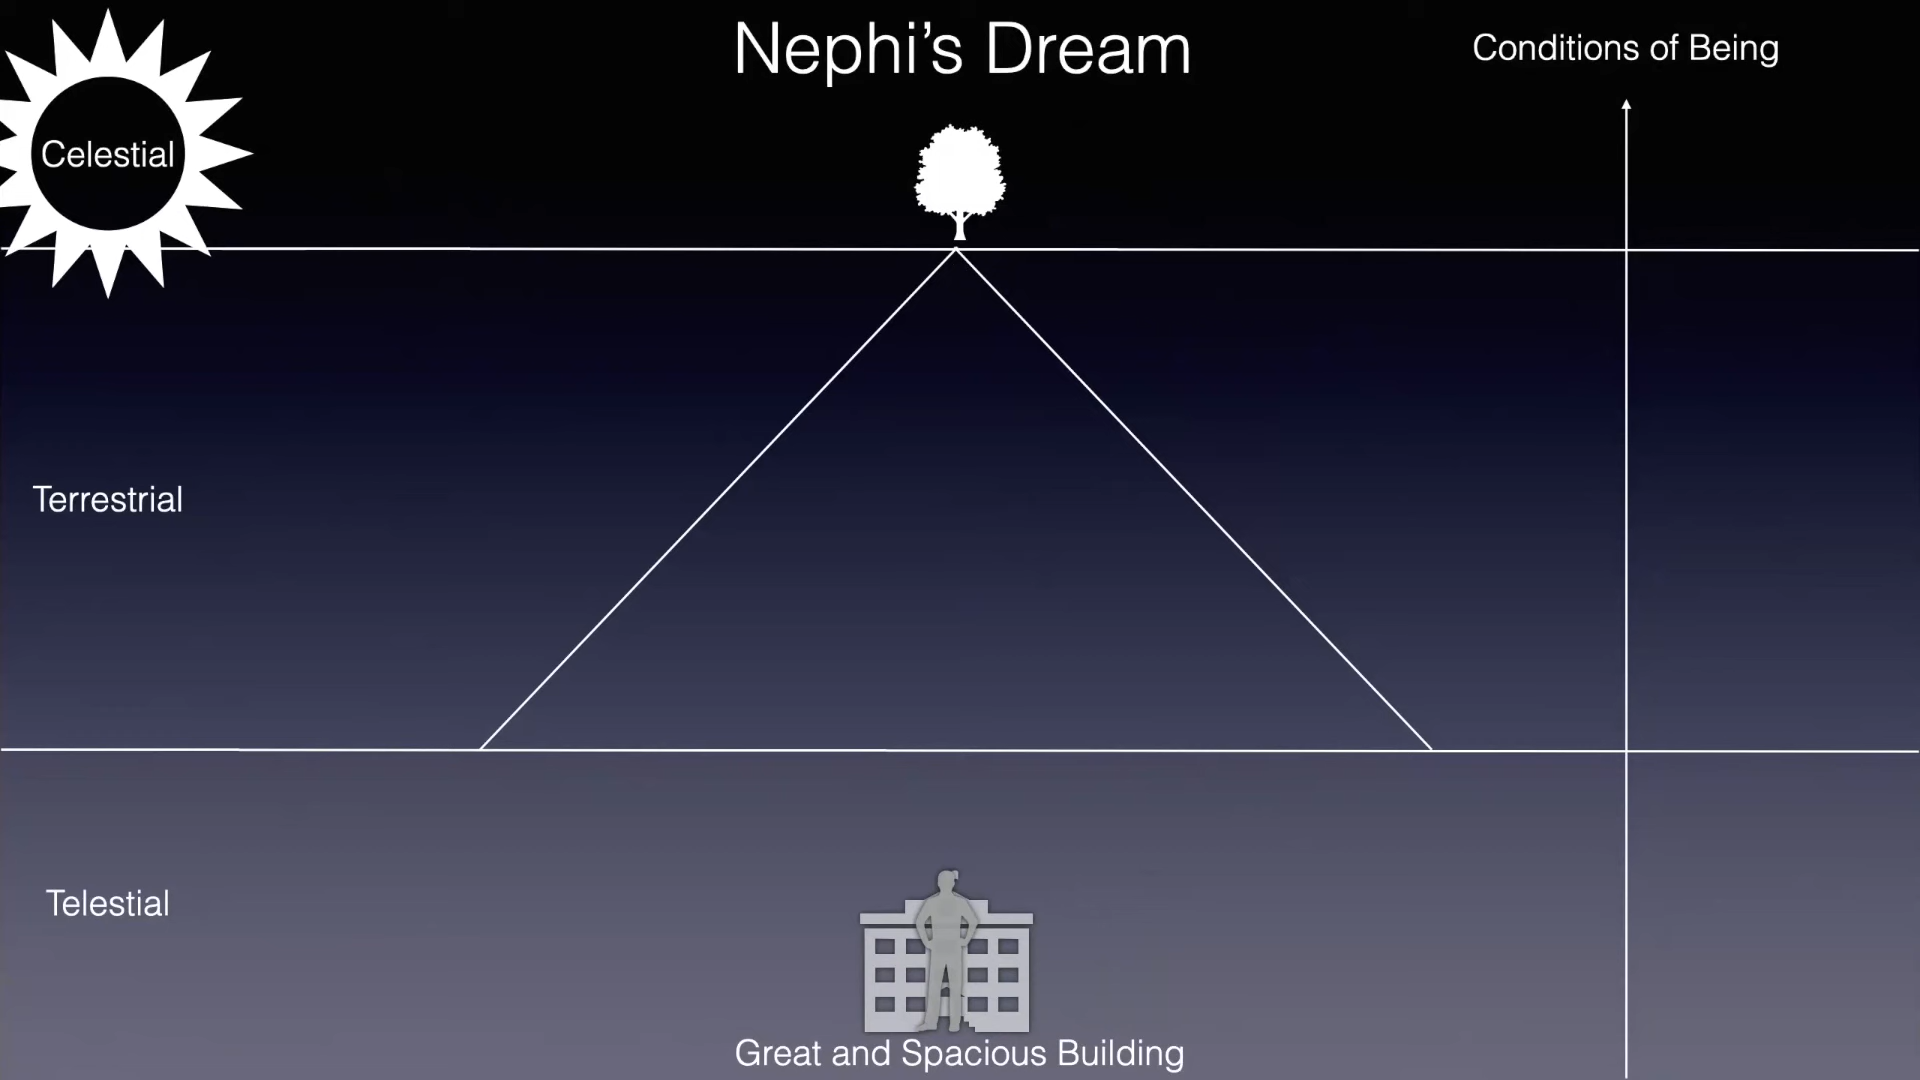 Nephi’s Dream
Conditions of Being
Celestial
Terrestrial
Telestial
Great and Spacious Building